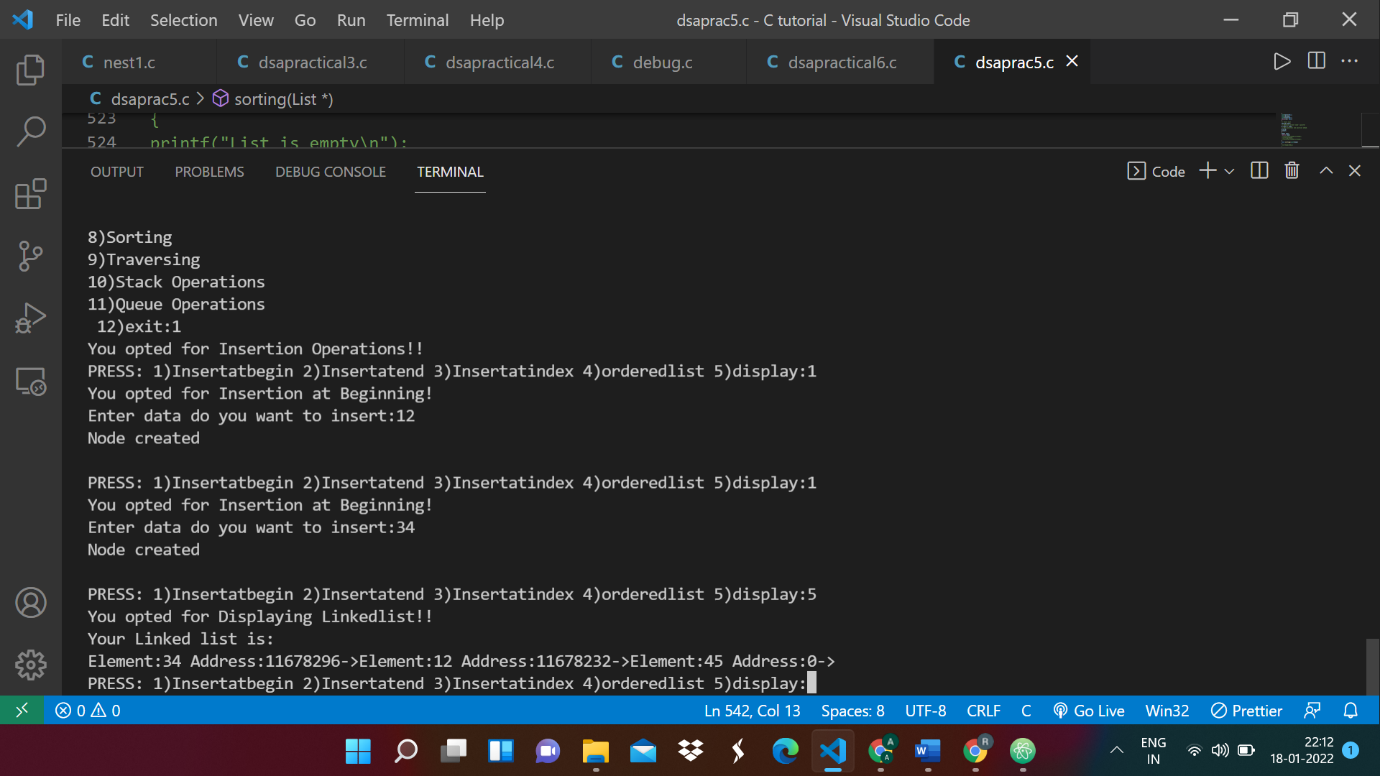 File Edit Selection View Go Run Terminal Help dsaprac5.c - C tutorial - Visual Studio Code
C nest1.c C dsapractical3.c C dsapractical4.c C debug.c C dsapractical6.c C dsaprac5.c
C dsaprac5.c > sorting(List *)
523 {
524 printf("List is empty\n");
OUTPUT PROBLEMS DEBUG CONSOLE TERMINAL Code
8)Sorting
9)Traversing
10)Stack Operations
11)Queue Operations
12)exit:1
You opted for Insertion Operations!!
PRESS: 1)Insertatbegin 2)Insertatend 3)Insertatindex 4)orderedlist 5)display:1
You opted for Insertion at Beginning!
Enter data do you want to insert:12
Node created
PRESS: 1)Insertatbegin 2)Insertatend 3)Insertatindex 4)orderedlist 5)display:1
You opted for Insertion at Beginning!
Enter data do you want to insert:34
Node created
PRESS: 1)Insertatbegin 2)Insertatend 3)Insertatindex 4)orderedlist 5)display:5
You opted for Displaying Linkedlist!!
Your Linked list is:
Element:34 Address:11678296->Element:12 Address:11678232->Element:45 Address:0->
PRESS: 1)Insertatbegin 2)Insertatend 3)Insertatindex 4)orderedlist 5)display:
0 0 Ln 542, Col 13 Spaces: 8 UTF-8 CRLF C Go Live Win32 Prettier
ENG 22:12
IN 18-01-2022 1